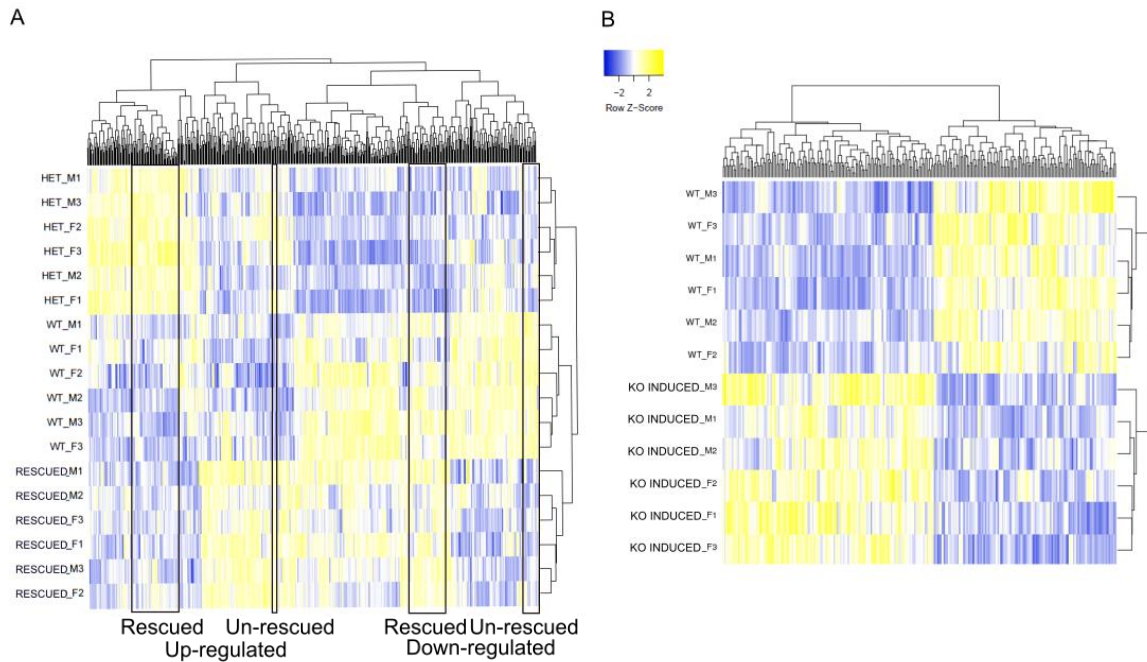 A
HET_M1
HET_M3
HET_F2
HET_F3
HET_M2
HET_F1
WT_M1
WT_F1
WT_F2
WT_M2
WT_M3
WT_F3
RESCUED_M1
RESCUED_M2
RESCUED_F3
RESCUED_F1
RESCUED_M3
RESCUED_F2
Rescued Un-rescued Rescued Un-rescued
Up-regulated Down-regulated
B
-2 2
Row Z-Score
WT_M3
WT_F3
WT_M1
WT_F1
WT_M2
WT_F2
KO INDUCED_M3
KO INDUCED_M1
KO INDUCED_M2
KO INDUCED_F2
KO INDUCED_F1
KO INDUCED_F3